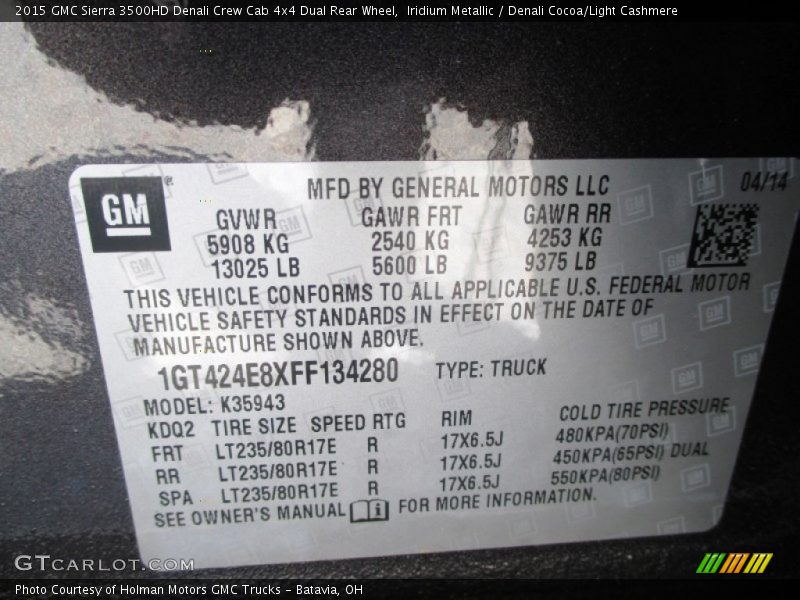 2015 GMC Sierra 3500HD Denali Crew Cab 4x4 Dual Rear Wheel, Iridium Metallic / Denali Cocoa/Light Cashmere
GM
®
MFD BY GENERAL MOTORS LLC
04/14
GVWR GAWR FRT GAWR RR
5908 KG 2540 KG 4253 KG
13025 LB 5600 LB 9375 LB
THIS VEHICLE CONFORMS TO ALL APPLICABLE U.S. FEDERAL MOTOR
VEHICLE SAFETY STANDARDS IN EFFECT ON THE DATE OF
MANUFACTURE SHOWN ABOVE.
1GT424E8XFF134280 TYPE: TRUCK
MODEL: K35943
KDQ2 TIRE SIZE SPEED RTG RIM COLD TIRE PRESSURE
FRT LT235/80R17E R 17X6.5J 480KPA(70PSI)
RR LT235/80R17E R 17X6.5J 450KPA(65PSI) DUAL
SPA LT235/80R17E R 17X6.5J 550KPA(80PSI)
SEE OWNER'S MANUAL FOR MORE INFORMATION.
GTCARLOT.COM
Photo Courtesy of Holman Motors GMC Trucks - Batavia, OH